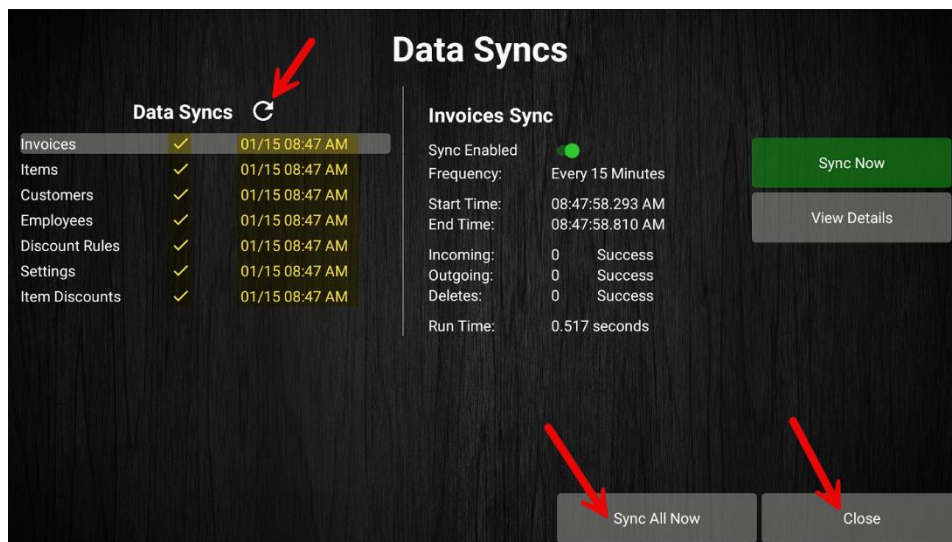 Data Syncs
Data Syncs
Invoices 01/15 08:47 AM
Items 01/15 08:47 AM
Customers 01/15 08:47 AM
Employees 01/15 08:47 AM
Discount Rules 01/15 08:47 AM
Settings 01/15 08:47 AM
Item Discounts 01/15 08:47 AM
Invoices Sync
Sync Enabled
Frequency: Every 15 Minutes
Start Time: 08:47:58.293 AM
End Time: 08:47:58.810 AM
Incoming: 0 Success
Outgoing: 0 Success
Deletes: 0 Success
Run Time: 0.517 seconds
Sync Now
View Details
Sync All Now
Close